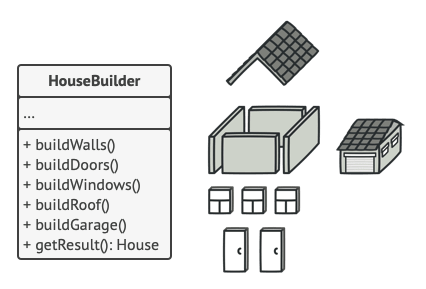 HouseBuilder
...
+ buildWalls()
+ buildDoors()
+ buildWindows()
+ buildRoof()
+ buildGarage()
+ getResult(): House